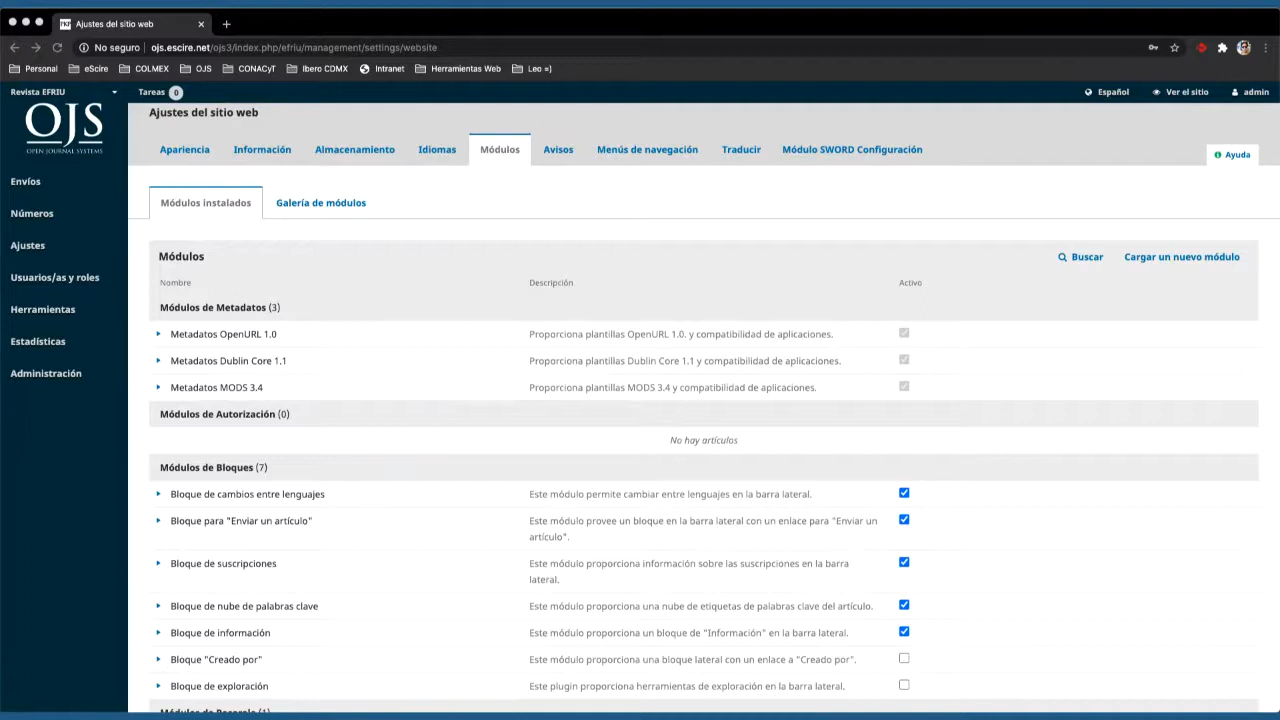 Ajustes del sitio web
No seguro | ojs.escire.net/ojs3/index.php/efriu/management/settings/website
Personal eScire COLMEX OJS CONACyT Ibero CDMX Intranet Herramientas Web Leo =)
Revista EFRIU Tareas 0 Español Ver el sitio admin
OJS
OPEN JOURNAL SYSTEMS
Envíos
Números
Ajustes
Usuarios/as y roles
Herramientas
Estadísticas
Administración
Ajustes del sitio web
Apariencia Información Almacenamiento Idiomas Módulos Avisos Menús de navegación Traducir Módulo SWORD Configuración
Ayuda
Módulos instalados Galería de módulos
Módulos Buscar Cargar un nuevo módulo
Nombre Descripción Activo
Módulos de Metadatos (3)
Metadatos OpenURL 1.0 Proporciona plantillas OpenURL 1.0. y compatibilidad de aplicaciones.
Metadatos Dublin Core 1.1 Proporciona plantillas Dublin Core 1.1 y compatibilidad de aplicaciones.
Metadatos MODS 3.4 Proporciona plantillas MODS 3.4 y compatibilidad de aplicaciones.
Módulos de Autorización (0)
No hay artículos
Módulos de Bloques (7)
Bloque de cambios entre lenguajes Este módulo permite cambiar entre lenguajes en la barra lateral.
Bloque para "Enviar un artículo" Este módulo provee un bloque en la barra lateral con un enlace para "Enviar un
artículo".
Bloque de suscripciones Este módulo proporciona información sobre las suscripciones en la barra
lateral.
Bloque de nube de palabras clave Este módulo proporciona una nube de etiquetas de palabras clave del artículo.
Bloque de información Este módulo proporciona un bloque de "Información" en la barra lateral.
Bloque "Creado por" Este módulo proporciona una bloque lateral con un enlace a "Creado por".
Bloque de exploración Este plugin proporciona herramientas de exploración en la barra lateral.
Módulos de Pasarela (1)